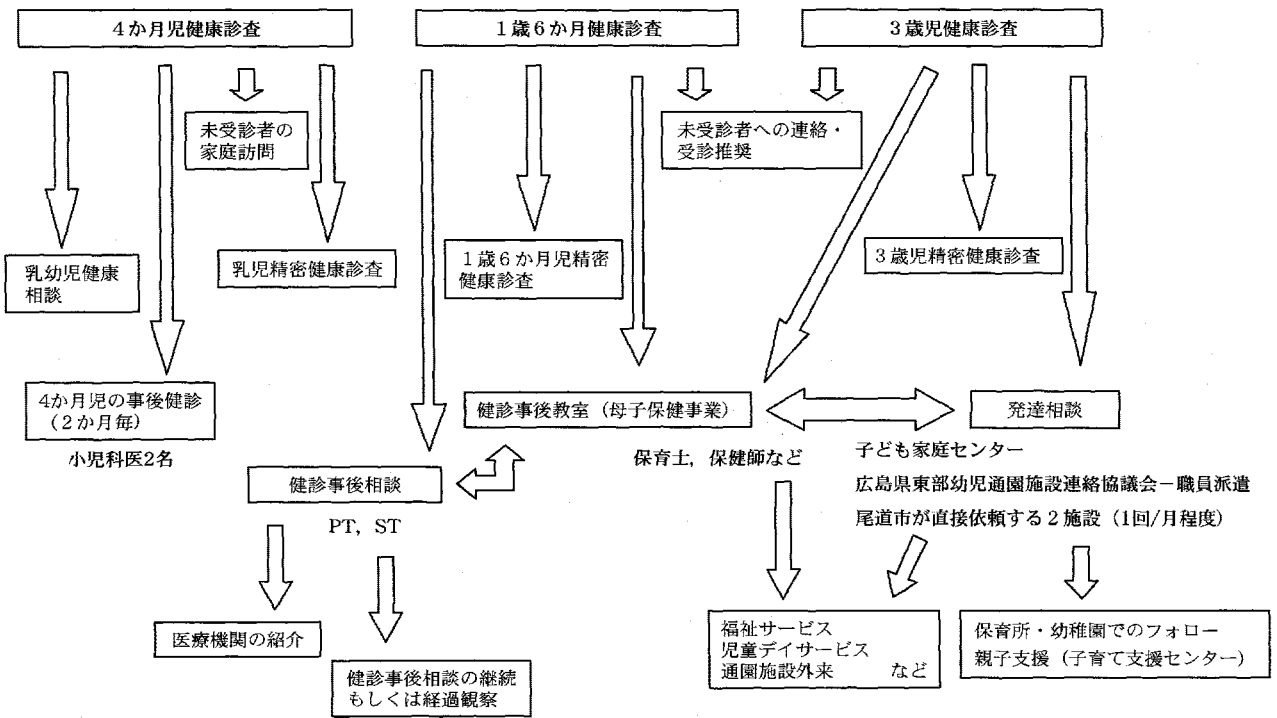 4か月児健康診査
1歳6か月健康診査
3歳児健康診査
未受診者の
家庭訪問
未受診者への連絡・
受診推奨
乳幼児健康
相談
乳児精密健康診査
1歳6か月児精密
健康診査
3歳児精密健康診査
4か月児の事後健診
(2か月毎)
小児科医2名
健診事後教室(母子保健事業)
保育士,保健師など
発達相談
子ども家庭センター
広島県東部幼児通園施設連絡協議会-職員派遣
尾道市が直接依頼する2施設(1回/月程度)
健診事後相談
PT, ST
医療機関の紹介
健診事後相談の継続
もしくは経過観察
福祉サービス
児童デイサービス
通園施設外来 など
保育所・幼稚園でのフォロー
親子支援(子育て支援センター)